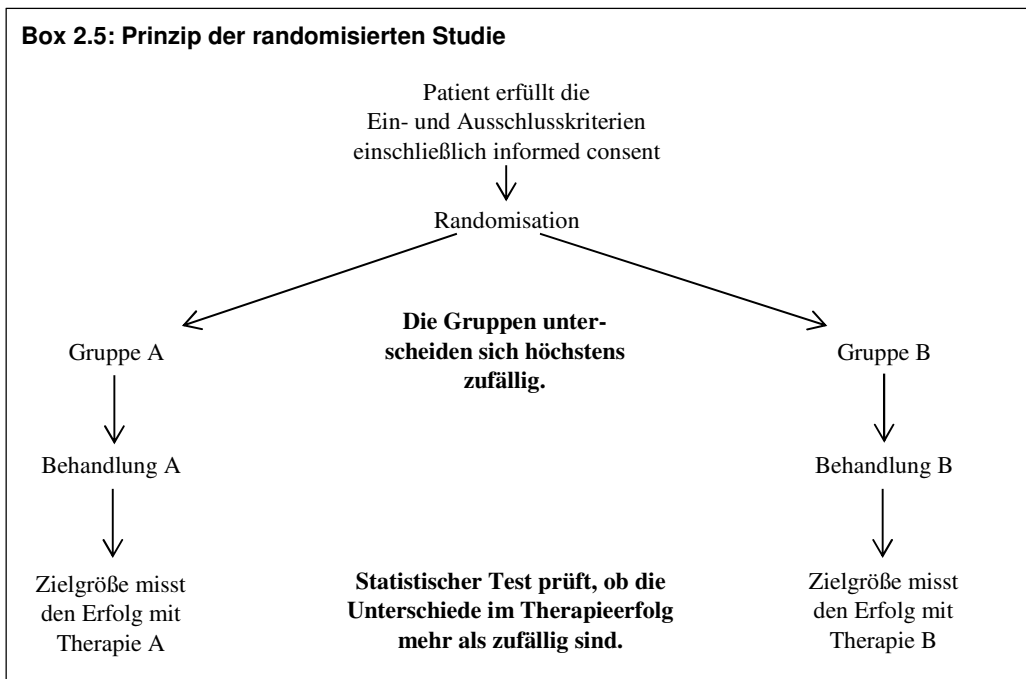 Box 2.5: Prinzip der randomisierten Studie
Patient erfüllt die
Ein- und Ausschlusskriterien
einschließlich informed consent
Randomisation
Die Gruppen unter-
scheiden sich höchstens
zufällig.
Gruppe A
Gruppe B
Behandlung A
Behandlung B
Zielgröße misst
den Erfolg mit
Therapie A
Statistischer Test prüft, ob die
Unterschiede im Therapieerfolg
mehr als zufällig sind.
Zielgröße misst
den Erfolg mit
Therapie B